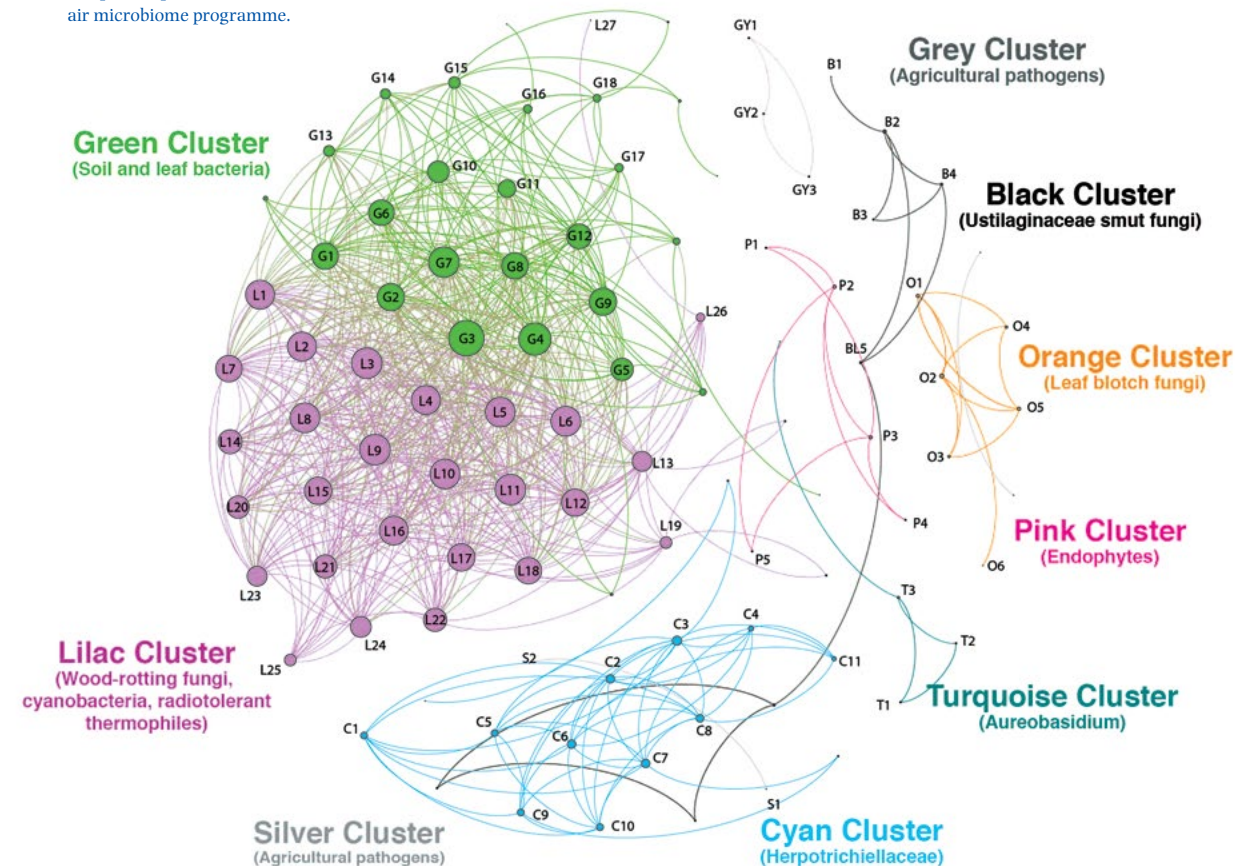 air microbiome programme.
L27
GY1
Grey Cluster
(Agricultural pathogens)
B1
G14
G15
G16
G18
GY2
B2
Green Cluster
(Soil and leaf bacteria)
G13
G10
G11
G17
GY3
B4
Black Cluster
(Ustilaginaceae smut fungi)
B3
G6
G12
P1
G1
G7
G8
P2
O1
L1
G2
G9
L26
O4
G3
G4
Orange Cluster
(Leaf blotch fungi)
L2
L3
BL5
L7
G5
O2
L4
L5
L6
O5
L8
L14
L9
P3
O3
L13
L10
L15
L11
L12
L20
L16
P4
Pink Cluster
(Endophytes)
L19
L17
L18
L21
P5
O6
L23
T3
L22
L24
C4
C3
T2
L25
Lilac Cluster
(Wood-rotting fungi,
cyanobacteria, radiotolerant
thermophiles)
S2
C2
C11
Turquoise Cluster
(Aureobasidium)
T1
C1
C5
C6
C8
C7
S1
C9
C10
Silver Cluster
(Agricultural pathogens)
Cyan Cluster
(Herpotrichiellaceae)